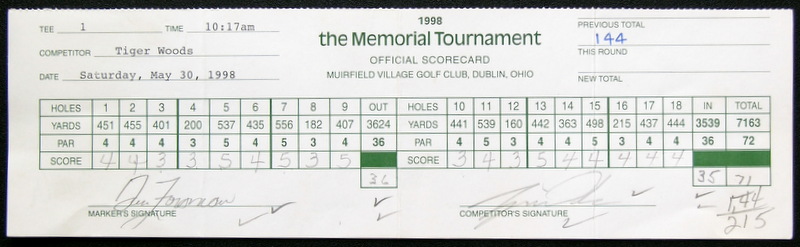 1998
the Memorial Tournament
OFFICIAL SCORECARD
MUIRFIELD VILLAGE GOLF CLUB, DUBLIN, OHIO
TEE 1 TIME 10:17am
COMPETITOR Tiger Woods
DATE Saturday, May 30, 1998
PREVIOUS TOTAL
144
THIS ROUND
NEW TOTAL
HOLES 1 2 3 4 5 6 7 8 9 OUT HOLES 10 11 12 13 14 15 16 17 18 IN TOTAL
YARDS 451 455 401 200 537 435 556 182 407 3624 YARDS 441 539 160 442 363 498 215 437 444 3539 7163
PAR 4 4 4 3 5 4 5 3 4 36 PAR 4 5 3 4 4 5 3 4 4 36 72
SCORE 4 4 3 3 5 4 5 3 5 SCORE 3 4 3 5 4 4 4 4 4
36 35 71
144
215
MARKER'S SIGNATURE COMPETITOR'S SIGNATURE